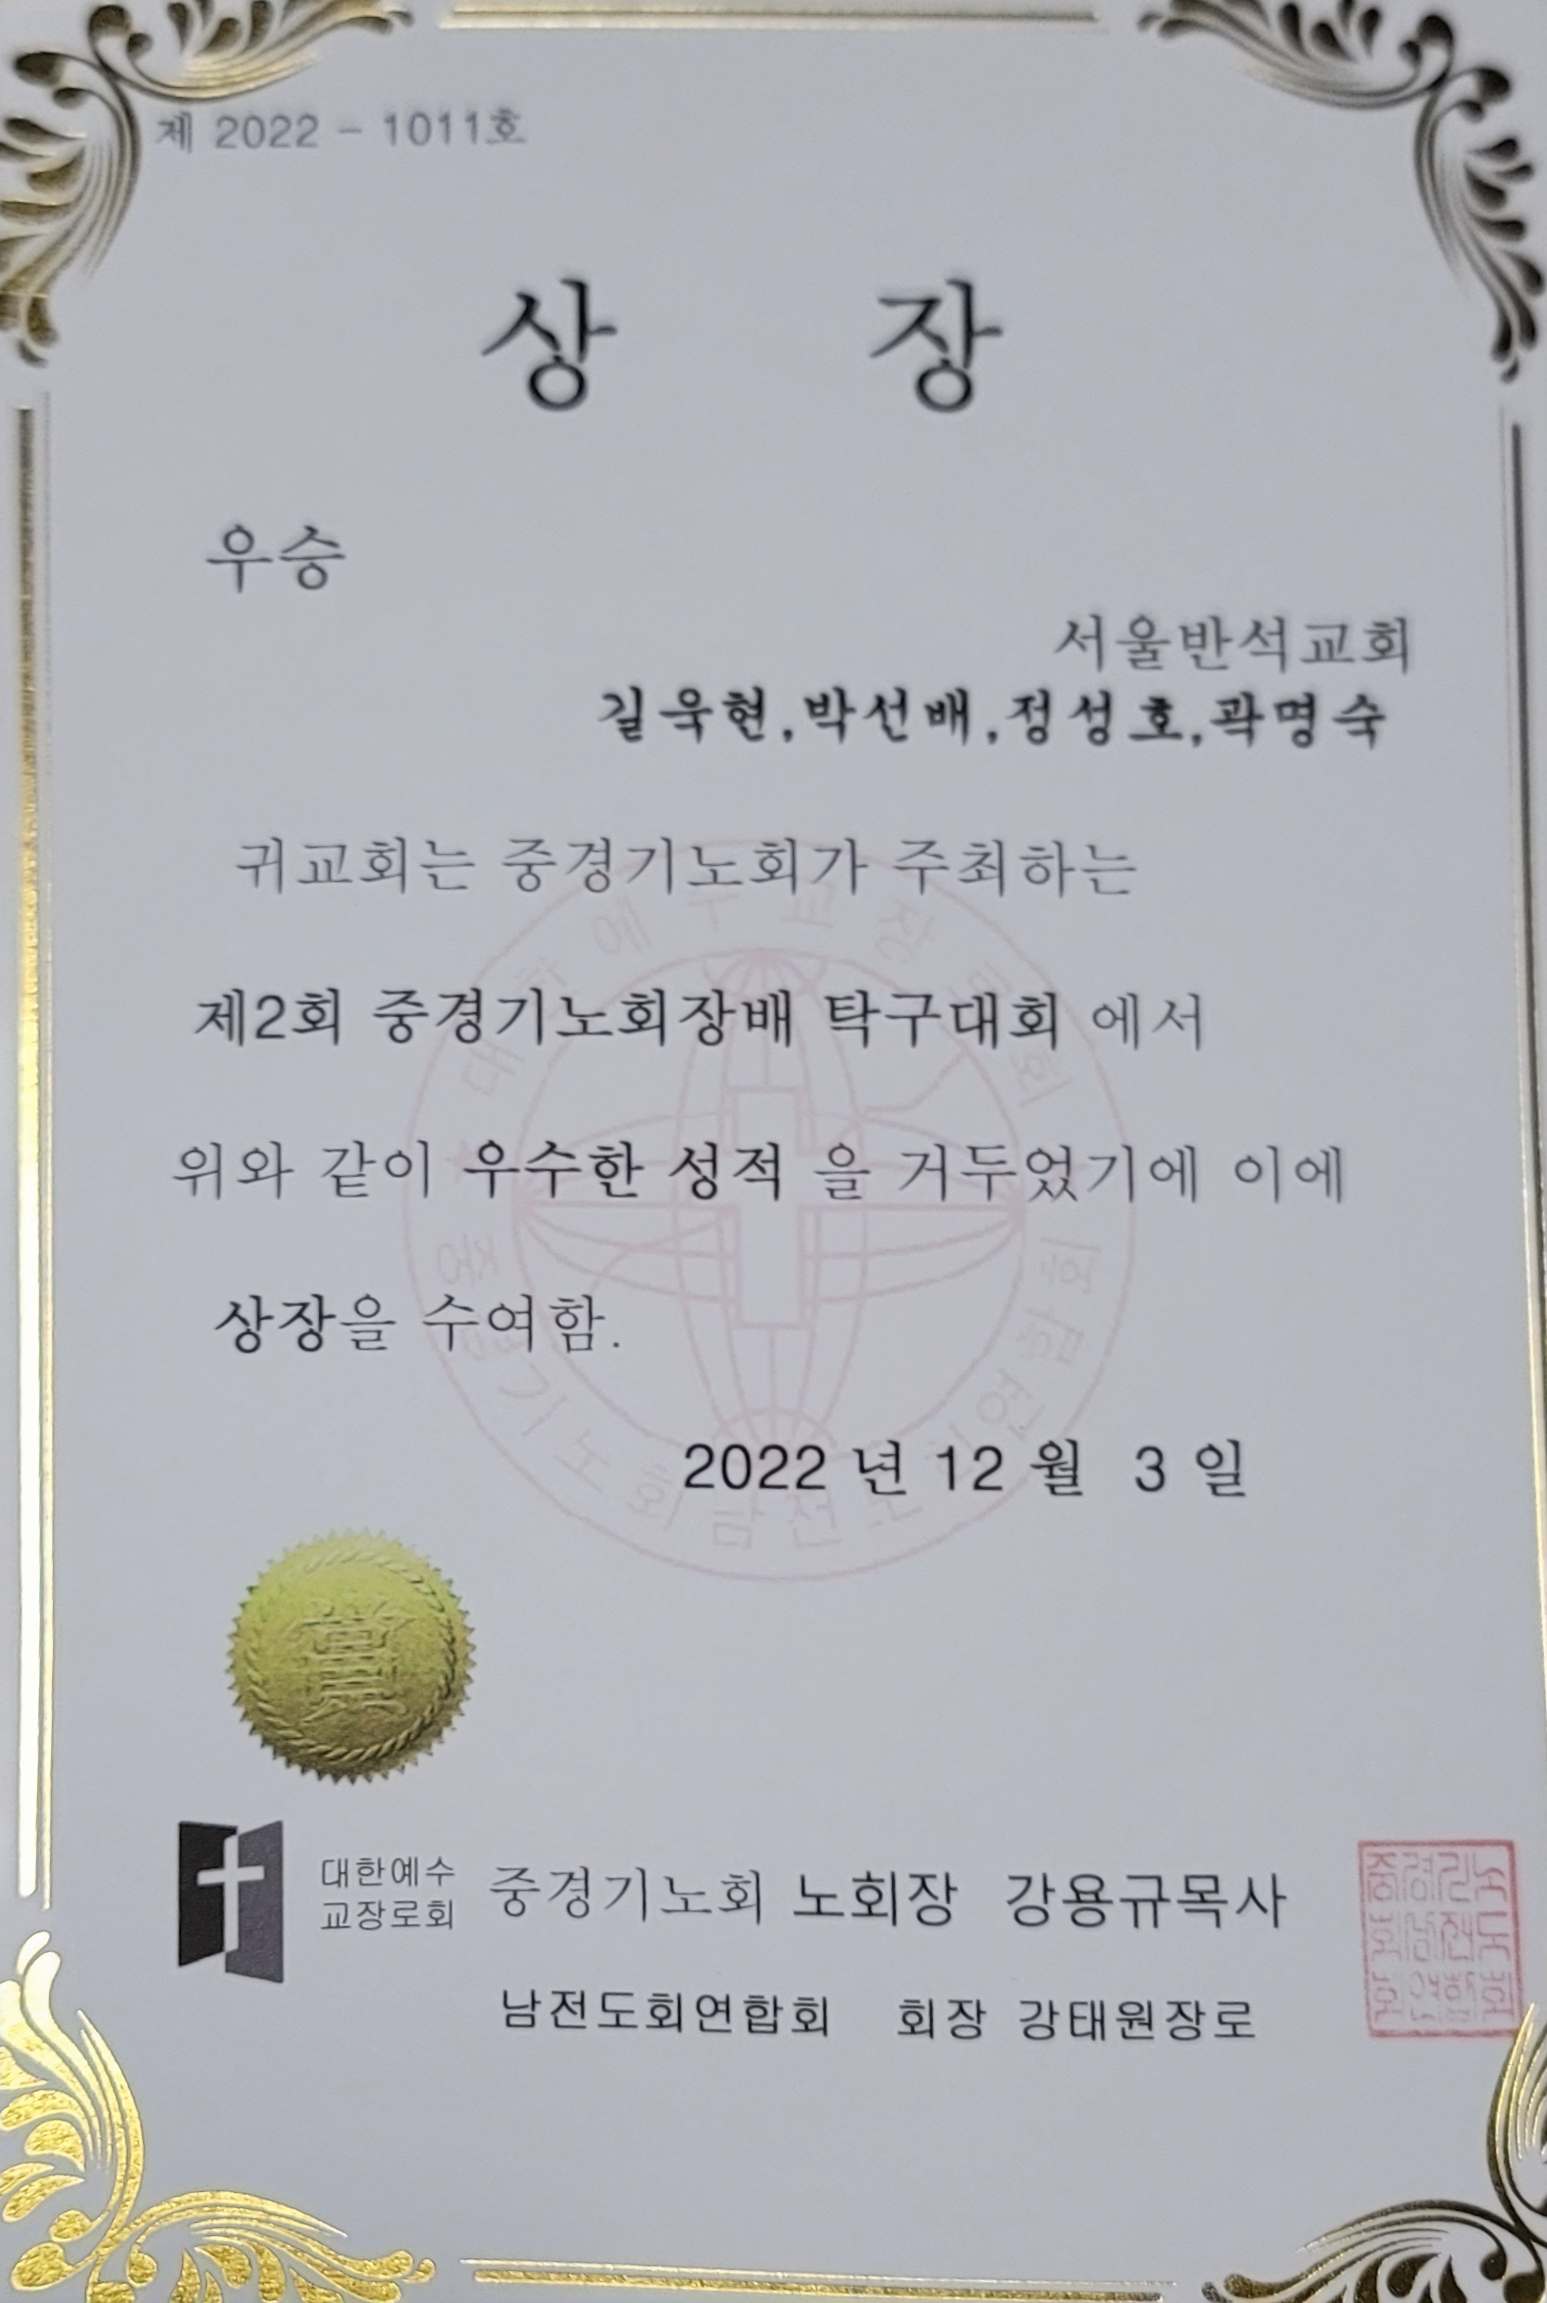 제 2022 - 1011호
상 장
우승
서울반석교회
길욱현,박선배,정성호,곽명숙
귀교회는 중경기노회가 주최하는
제2회 중경기노회장배 탁구대회 에서
위와 같이 우수한 성적 을 거두었기에 이에
상장을 수여함.
2022 년 12 월 3 일
賞
대한예수
교장로회
중경기노회 노회장 강용규목사
남전도회연합회 회장 강태원장로